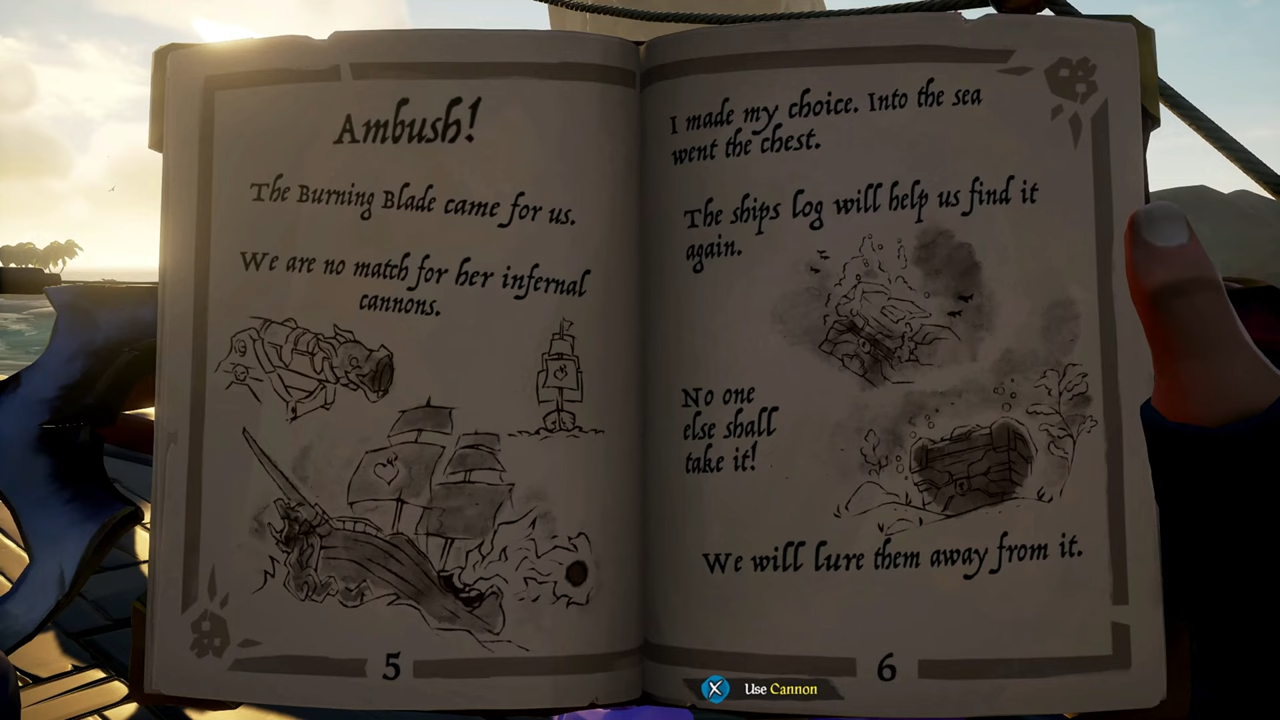 Ambush!
The Burning Blade came for us.
We are no match for her infernal
cannons.
5
I made my choice. Into the sea
went the chest.
The ships log will help us find it
again.
No one
else shall
take it!
We will lure them away from it.
6
X Use Cannon